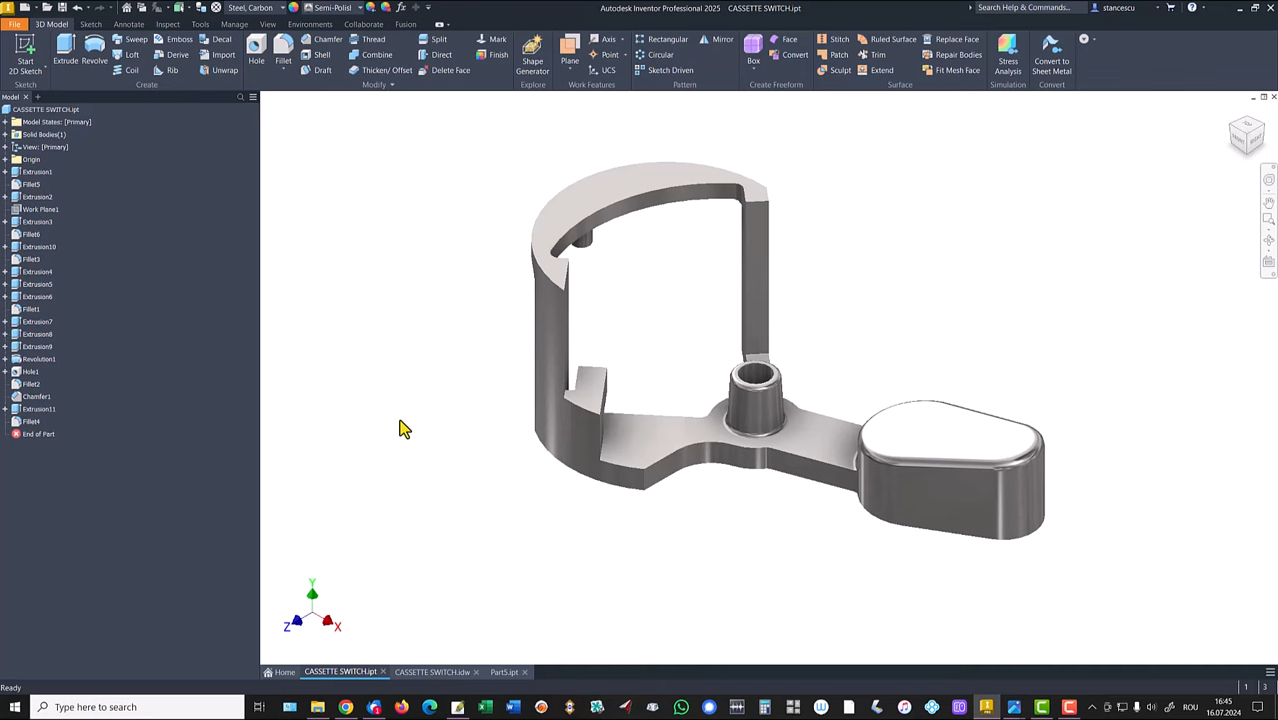 Steel, Carbon
Semi-Polisl
Autodesk Inventor Professional 2025 CASSETTE SWITCH.ipt
Search Help & Commands...
stancescu
File 3D Model Sketch Annotate Inspect Tools Manage View Environments Collaborate Fusion
Start
2D Sketch
Extrude
Revolve
Sweep
Loft
Coil
Emboss
Derive
Rib
Decal
Import
Unwrap
Hole
Fillet
Chamfer
Shell
Draft
Thread
Combine
Thicken/ Offset
Split
Direct
Delete Face
Mark
Finish
Shape
Generator
Plane
Axis
Point
UCS
Rectangular
Circular
Sketch Driven
Mirror
Box
Face
Convert
Stitch
Patch
Sculpt
Ruled Surface
Trim
Extend
Replace Face
Repair Bodies
Fit Mesh Face
Stress
Analysis
Convert to
Sheet Metal
Sketch Create Modify Explore Work Features Pattern Create Freeform Surface Simulation Convert
Model
CASSETTE SWITCH.ipt
Model States: [Primary]
Solid Bodies(1)
View: [Primary]
Origin
Extrusion1
Fillet5
Extrusion2
Work Plane1
Extrusion3
Fillet6
Extrusion10
Fillet3
Extrusion4
Extrusion5
Extrusion6
Fillet1
Extrusion7
Extrusion8
Extrusion9
Revolution1
Hole1
Fillet2
Chamfer1
Extrusion11
Fillet4
End of Part
TOP
FRONT
RIGHT
Y
Z
X
Home CASSETTE SWITCH.ipt CASSETTE SWITCH.idw Part5.ipt
Ready
1 3
Type here to search
ROU
16:45
16.07.2024